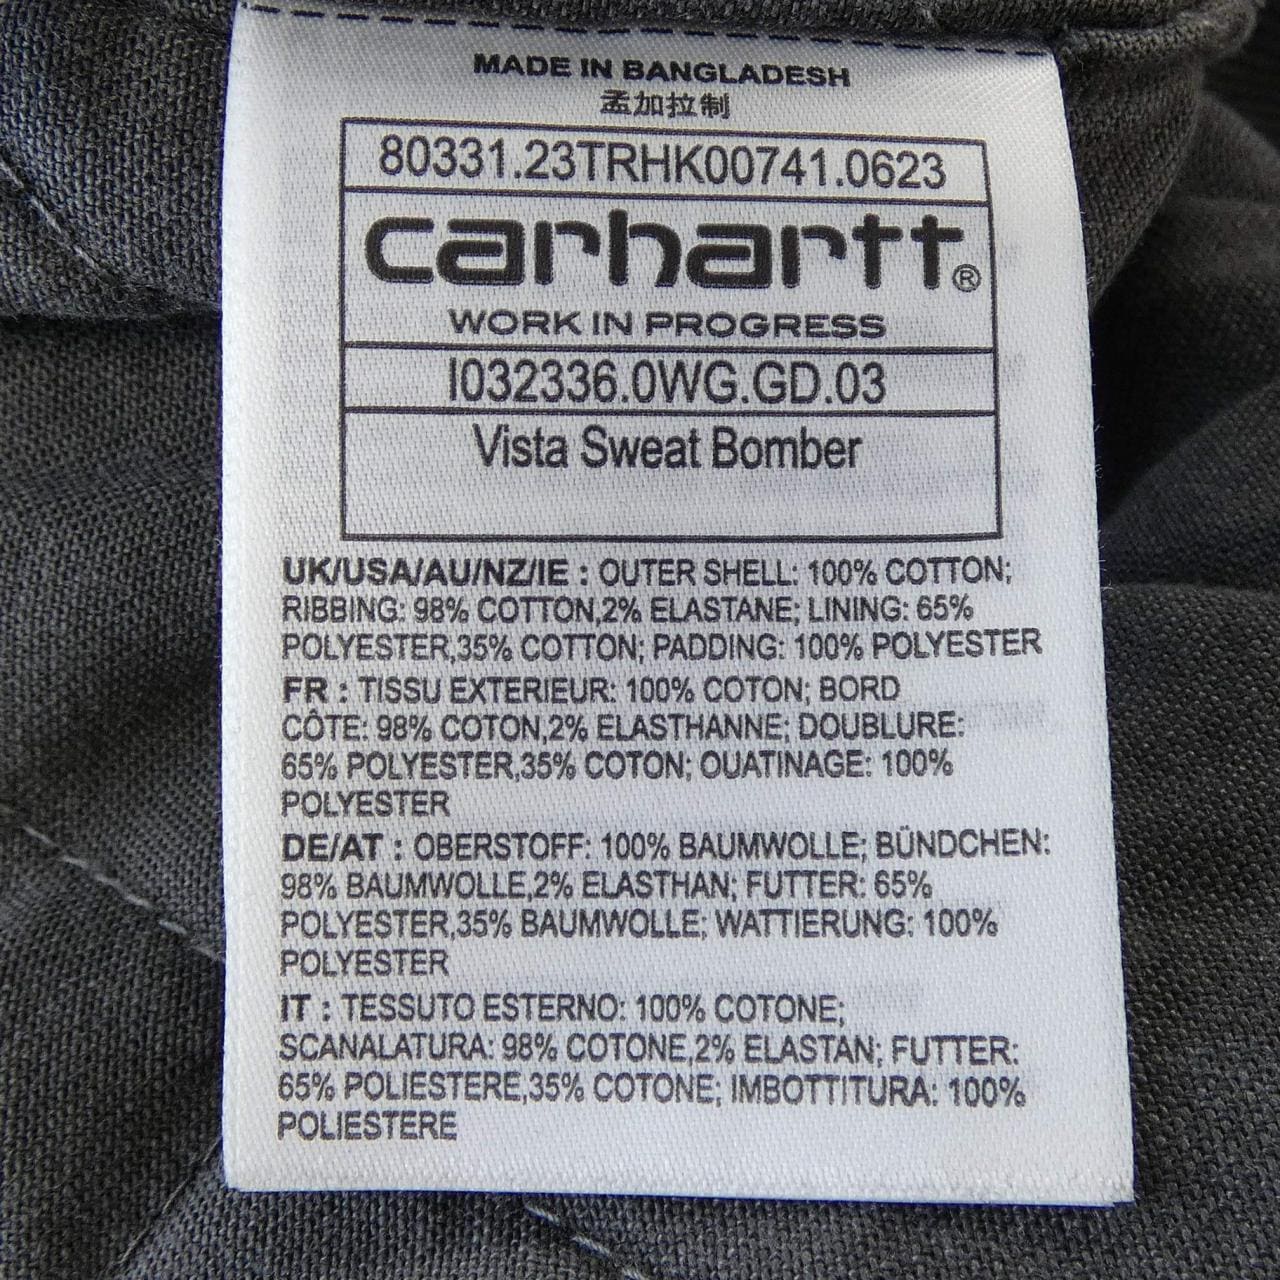 MADE IN BANGLADESH
孟加拉制
80331.23TRHK00741.0623
carhartt®
WORK IN PROGRESS
I032336.0WG.GD.03
Vista Sweat Bomber
UK/USA/AU/NZ/IE : OUTER SHELL: 100% COTTON;
RIBBING: 98% COTTON,2% ELASTANE; LINING: 65%
POLYESTER,35% COTTON; PADDING: 100% POLYESTER
FR : TISSU EXTERIEUR: 100% COTON; BORD
CÔTE: 98% COTON,2% ELASTHANNE; DOUBLURE:
65% POLYESTER,35% COTON; OUATINAGE: 100%
POLYESTER
DE/AT : OBERSTOFF: 100% BAUMWOLLE; BÜNDCHEN:
98% BAUMWOLLE,2% ELASTHAN; FUTTER: 65%
POLYESTER,35% BAUMWOLLE; WATTIERUNG: 100%
POLYESTER
IT : TESSUTO ESTERNO: 100% COTONE;
SCANALATURA: 98% COTONE,2% ELASTAN; FUTTER:
65% POLIESTERE,35% COTONE; IMBOTTITURA: 100%
POLIESTERE